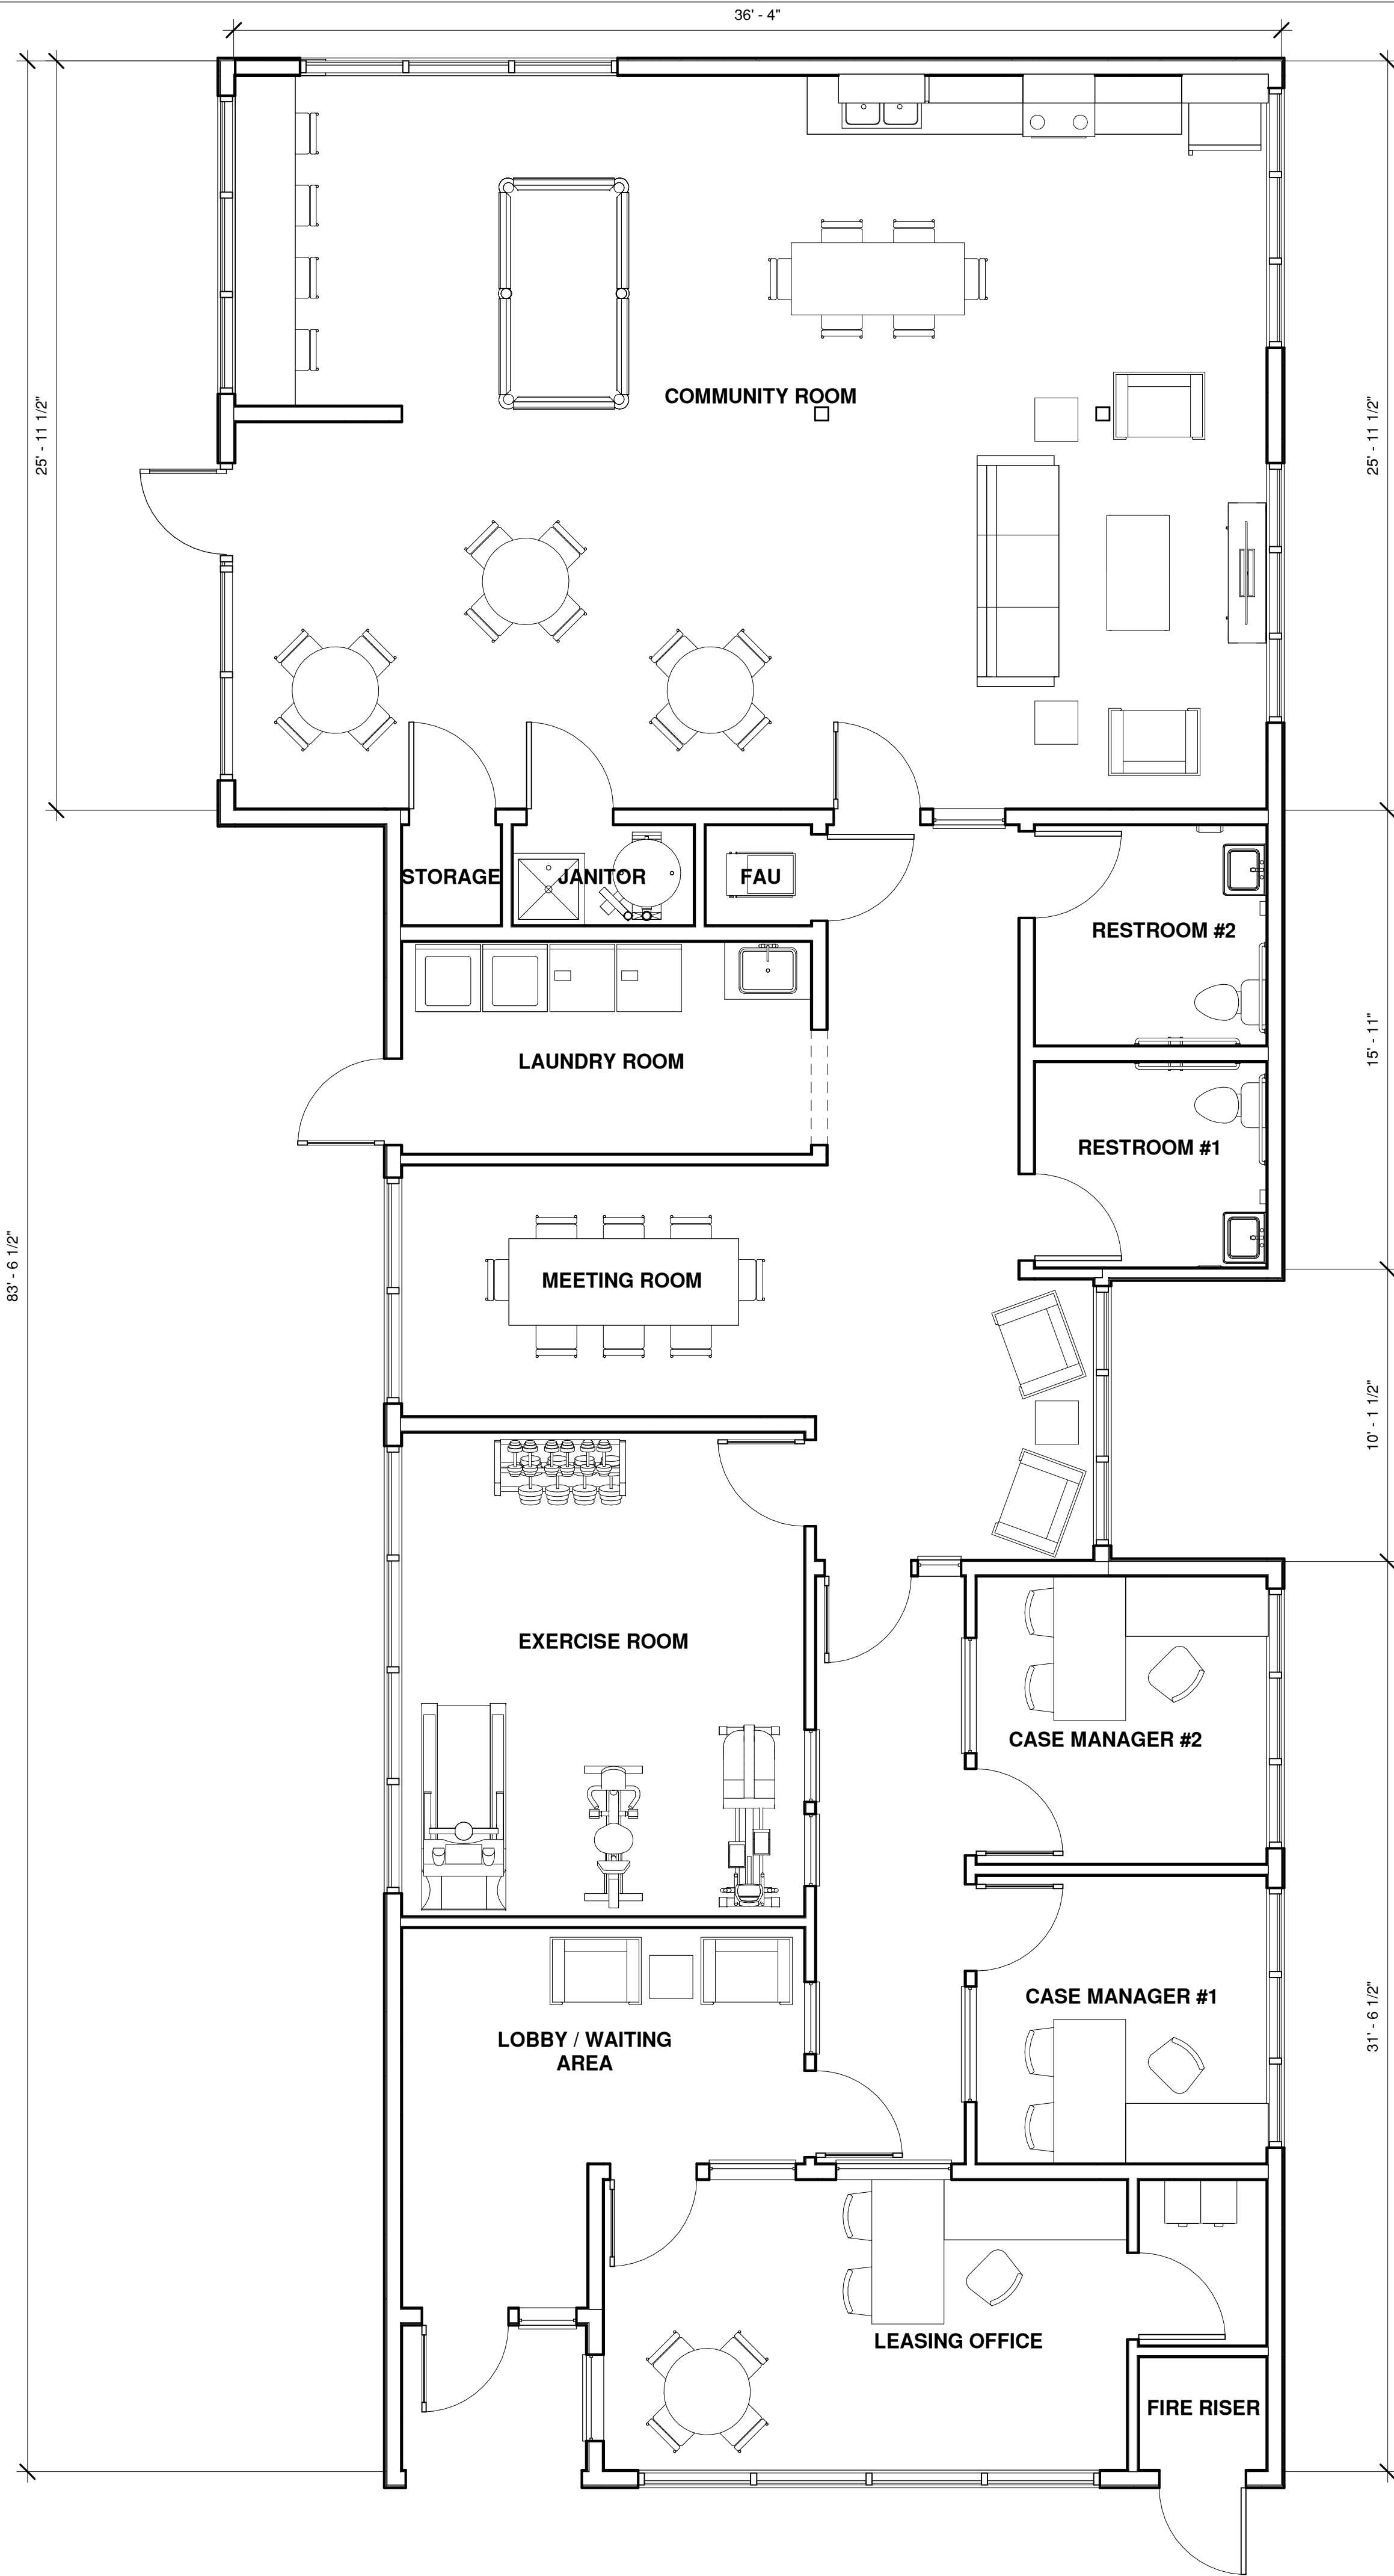 36' - 4"
25' - 11 1/2"
25' - 11 1/2"
COMMUNITY ROOM
STORAGE
JANITOR
FAU
RESTROOM #2
15' - 11"
LAUNDRY ROOM
RESTROOM #1
83' - 6 1/2"
MEETING ROOM
10' - 1 1/2"
EXERCISE ROOM
CASE MANAGER #2
CASE MANAGER #1
31' - 6 1/2"
LOBBY / WAITING
AREA
LEASING OFFICE
FIRE RISER